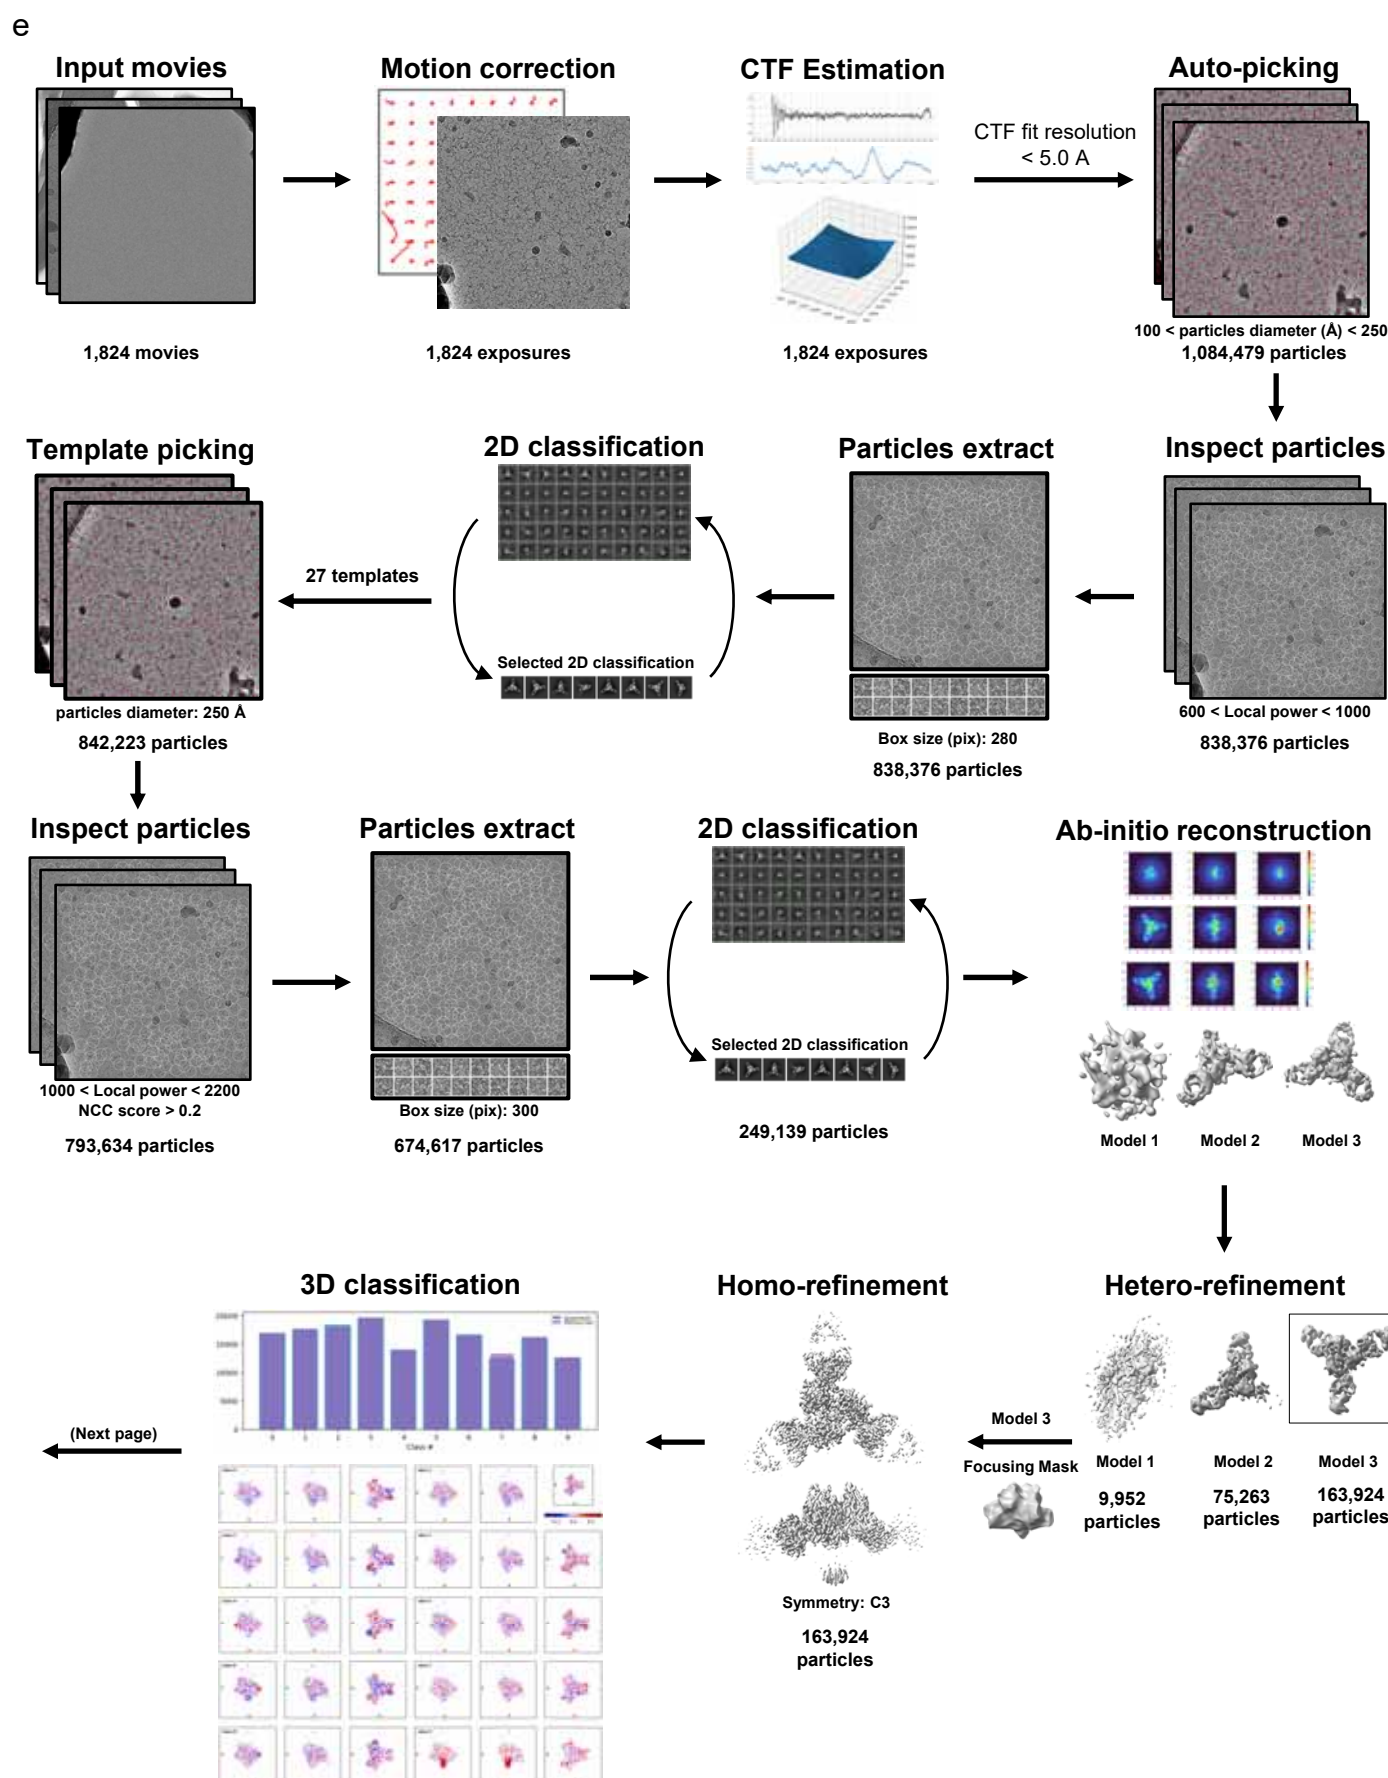 e
Input movies
Motion correction
CTF Estimation
Auto-picking
CTF fit resolution
< 5.0 A
1,824 movies
1,824 exposures
1,824 exposures
100 < particles diameter (Å) < 250
1,084,479 particles
Template picking
2D classification
Particles extract
Inspect particles
27 templates
Selected 2D classification
particles diameter: 250 Å
842,223 particles
Box size (pix): 280
838,376 particles
600 < Local power < 1000
838,376 particles
Inspect particles
Particles extract
2D classification
Ab-initio reconstruction
Selected 2D classification
1000 < Local power < 2200
NCC score > 0.2
793,634 particles
Box size (pix): 300
674,617 particles
249,139 particles
Model 1
Model 2
Model 3
3D classification
Homo-refinement
Hetero-refinement
Class #
(Next page)
Model 3
Focusing Mask
Model 1
Model 2
Model 3
9,952
particles
75,263
particles
163,924
particles
Symmetry: C3
163,924
particles